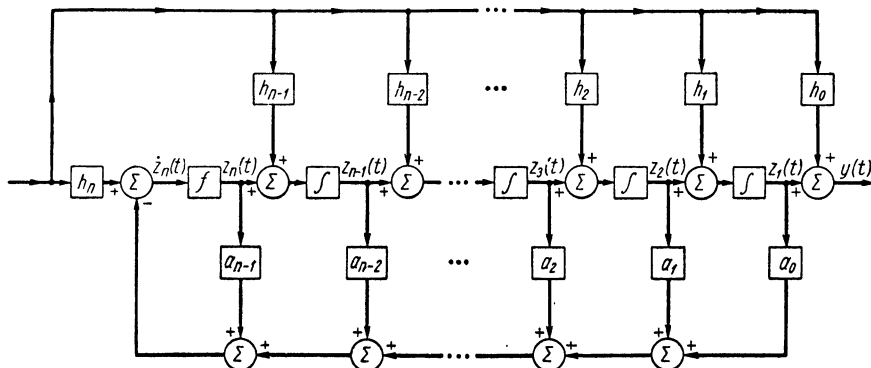 ...
h_{n-1} h_{n-2} ... h_2 h_1 h_0
+ + + + +
h_n + Σ ż_n(t) f z_n(t) + Σ ∫ z_{n-1}(t) + Σ ... ∫ z_3(t) + Σ ∫ z_2(t) + Σ ∫ z_1(t) + Σ y(t)
−
a_{n-1} a_{n-2} ... a_2 a_1 a_0
+ + + +
Σ + Σ + ... Σ + Σ +